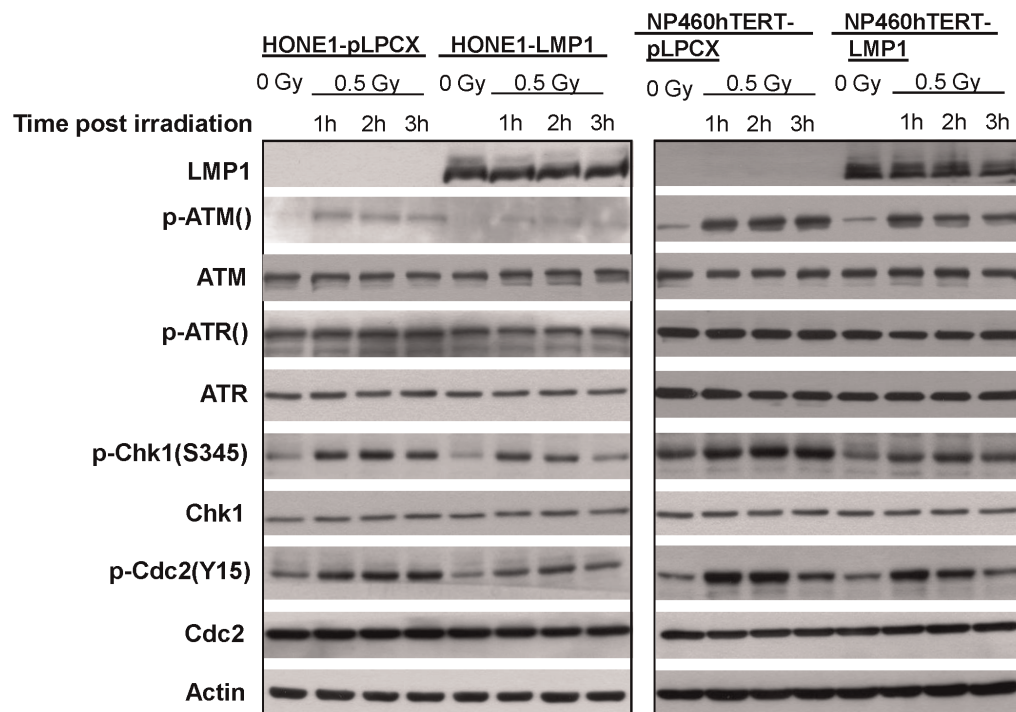 HONE1-pLPCX HONE1-LMP1 NP460hTERT-pLPCX NP460hTERT-LMP1
0 Gy 0.5 Gy 0 Gy 0.5 Gy 0 Gy 0.5 Gy 0 Gy 0.5 Gy
Time post irradiation 1h 2h 3h 1h 2h 3h 1h 2h 3h 1h 2h 3h
LMP1
p-ATM()
ATM
p-ATR()
ATR
p-Chk1(S345)
Chk1
p-Cdc2(Y15)
Cdc2
Actin